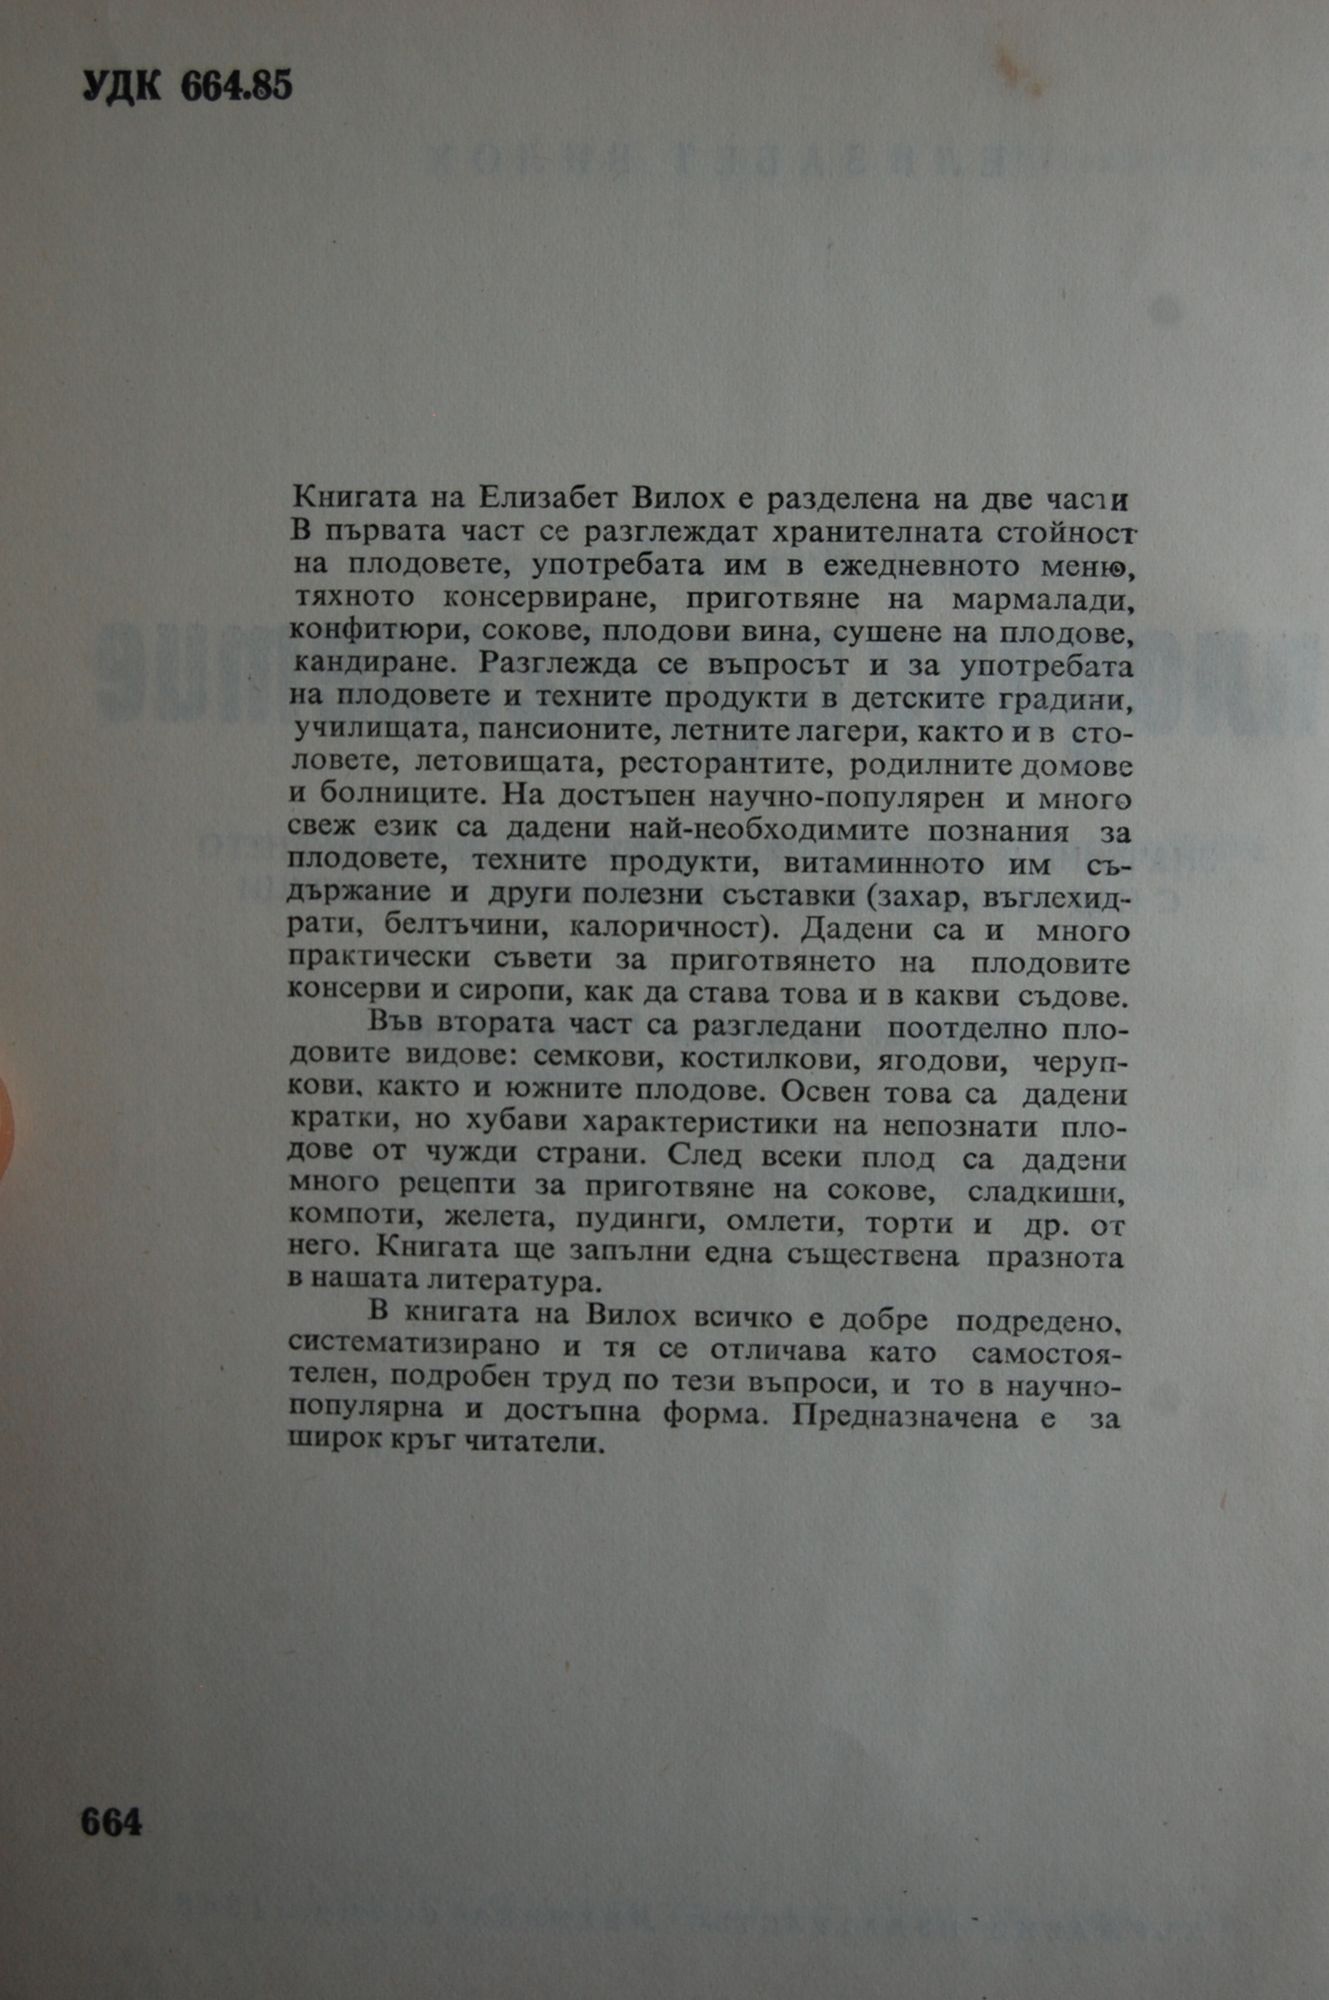 УДК 664.85
Книгата на Елизабет Вилох е разделена на две части
В първата част се разглеждат хранителната стойност
на плодовете, употребата им в ежедневното меню,
тяхното консервиране, приготвяне на мармалади,
конфитюри, сокове, плодови вина, сушене на плодове,
кандиране. Разглежда се въпросът и за употребата
на плодовете и техните продукти в детските градини,
училищата, пансионите, летните лагери, както и в сто-
ловете, летовищата, ресторантите, родилните домове
и болниците. На достъпен научно-популярен и много
свеж език са дадени най-необходимите познания за
плодовете, техните продукти, витаминното им съ-
държание и други полезни съставки (захар, въглехид-
рати, белтъчини, калоричност). Дадени са и много
практически съвети за приготвянето на плодовите
консерви и сиропи, как да става това и в какви съдове.
Във втората част са разгледани поотделно пло-
довите видове: семкови, костилкови, ягодови, черуп-
кови, както и южните плодове. Освен това са дадени
кратки, но хубави характеристики на непознати пло-
дове от чужди страни. След всеки плод са дадени
много рецепти за приготвяне на сокове, сладкиши,
компоти, желета, пудинги, омлети, торти и др. от
него. Книгата ще запълни една съществена празнота
в нашата литература.
В книгата на Вилох всичко е добре подредено,
систематизирано и тя се отличава като самостоя-
телен, подробен труд по тези въпроси, и то в научно-
популярна и достъпна форма. Предназначена е за
широк кръг читатели.
664